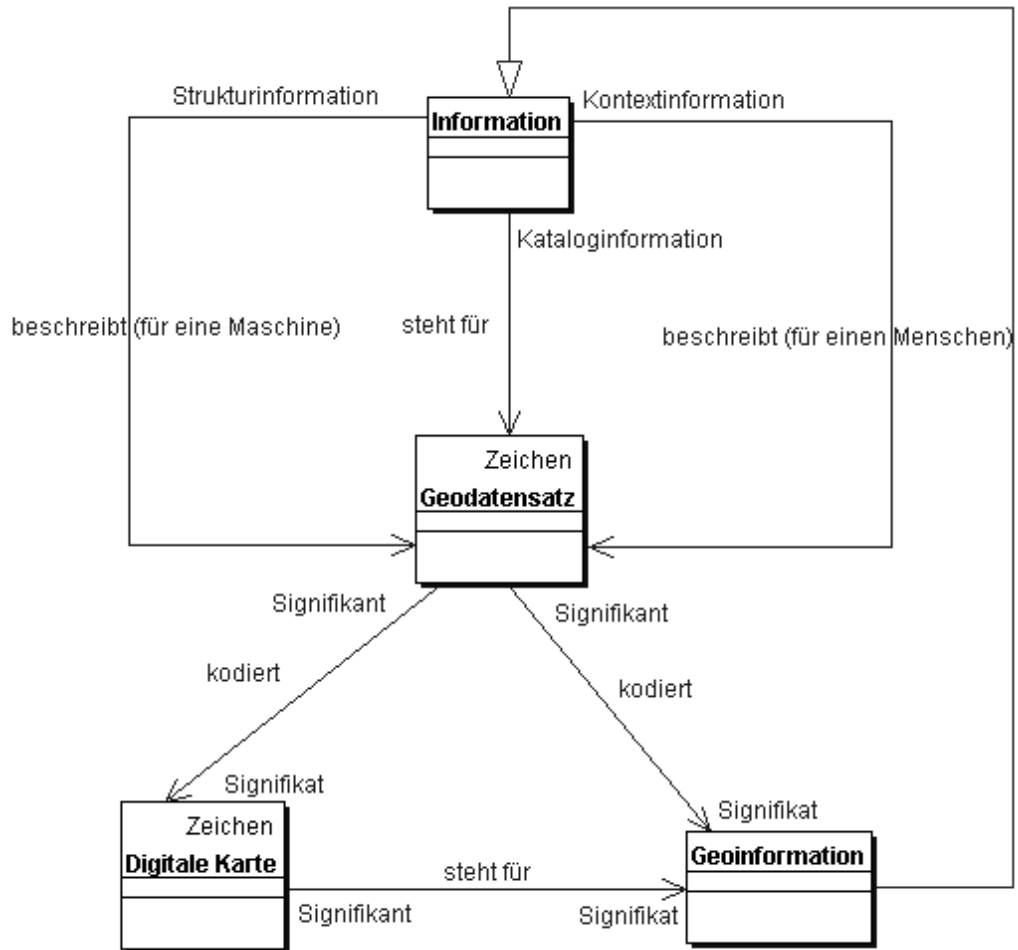 Strukturinformation
Kontextinformation
Information
Kataloginformation
beschreibt (für eine Maschine)
steht für
beschreibt (für einen Menschen)
Zeichen
Geodatensatz
Signifikant
Signifikant
kodiert
kodiert
Signifikat
Signifikat
Zeichen
Digitale Karte
Geoinformation
steht für
Signifikant
Signifikat